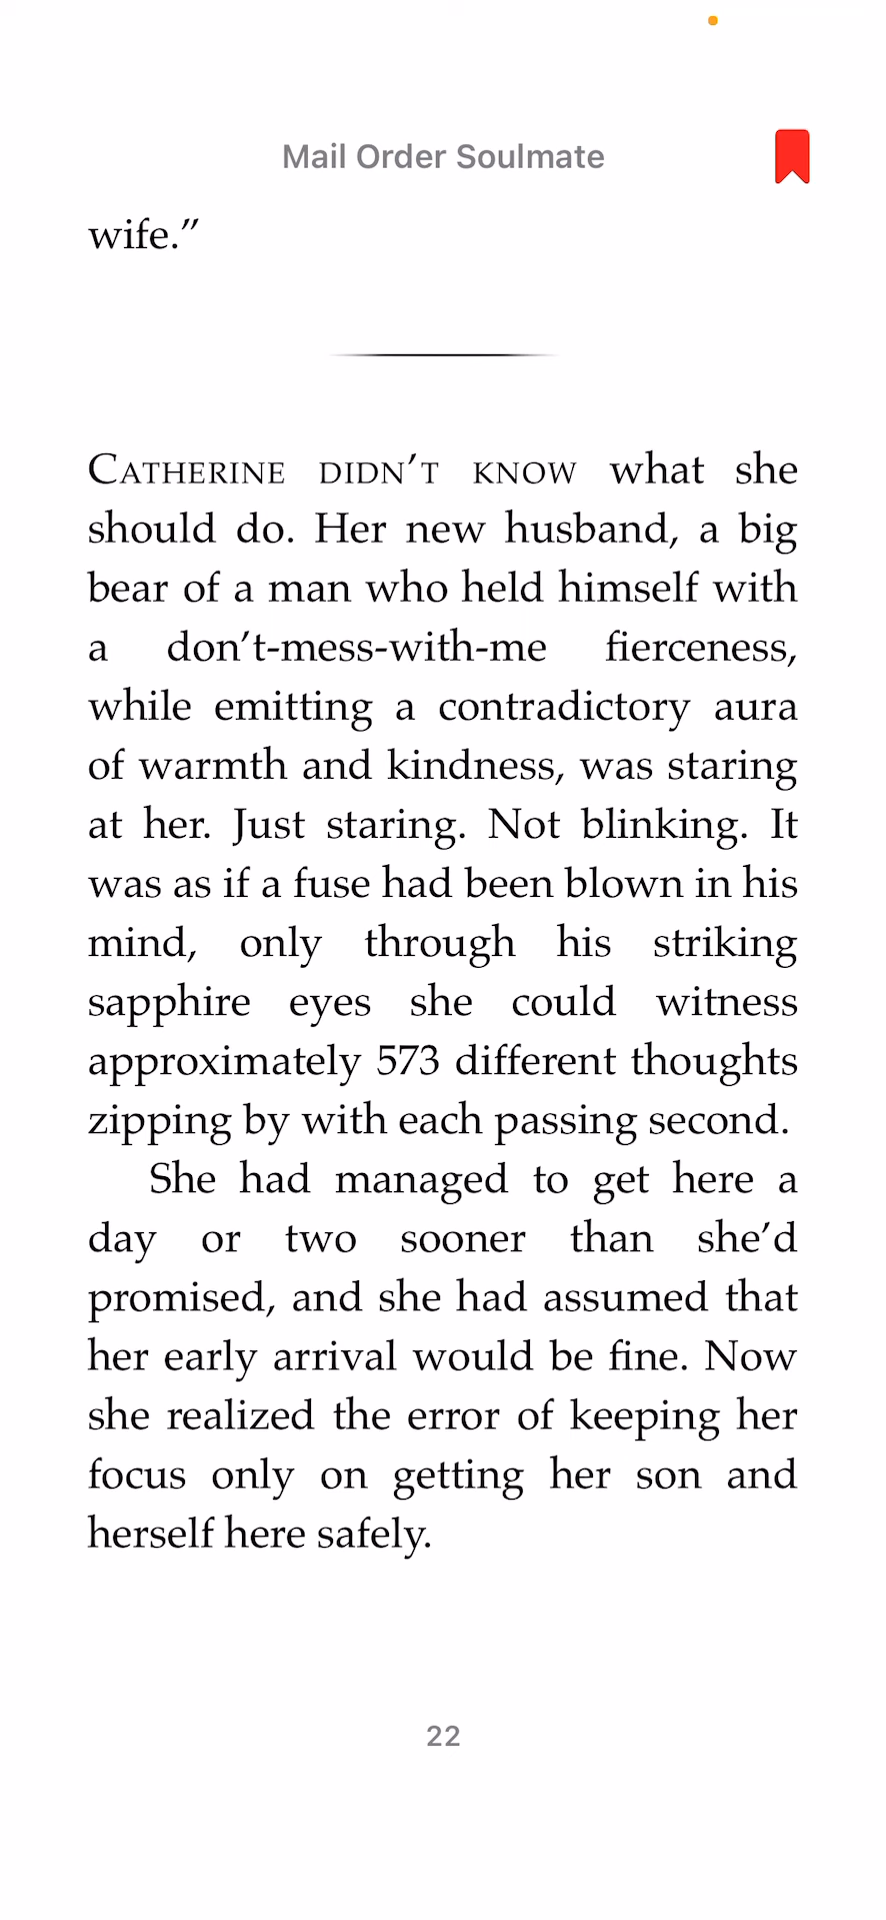 Mail Order Soulmate
wife.”
Catherine didn’t know what she
should do. Her new husband, a big
bear of a man who held himself with
a don’t-mess-with-me fierceness,
while emitting a contradictory aura
of warmth and kindness, was staring
at her. Just staring. Not blinking. It
was as if a fuse had been blown in his
mind, only through his striking
sapphire eyes she could witness
approximately 573 different thoughts
zipping by with each passing second.
She had managed to get here a
day or two sooner than she’d
promised, and she had assumed that
her early arrival would be fine. Now
she realized the error of keeping her
focus only on getting her son and
herself here safely.
22